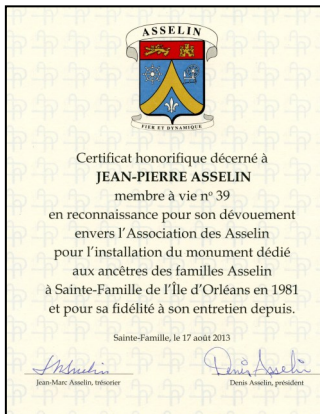 ASSELIN
FIER ET DYNAMIQUE
Certificat honorifique décerné à
JEAN-PIERRE ASSELIN
membre à vie nº 39
en reconnaissance pour son dévouement
envers l'Association des Asselin
pour l'installation du monument dédié
aux ancêtres des familles Asselin
à Sainte-Famille de l'Île d'Orléans en 1981
et pour sa fidélité à son entretien depuis.
Sainte-Famille, le 17 août 2013
Jean-Marc Asselin, trésorier
Denis Asselin
Denis Asselin, président